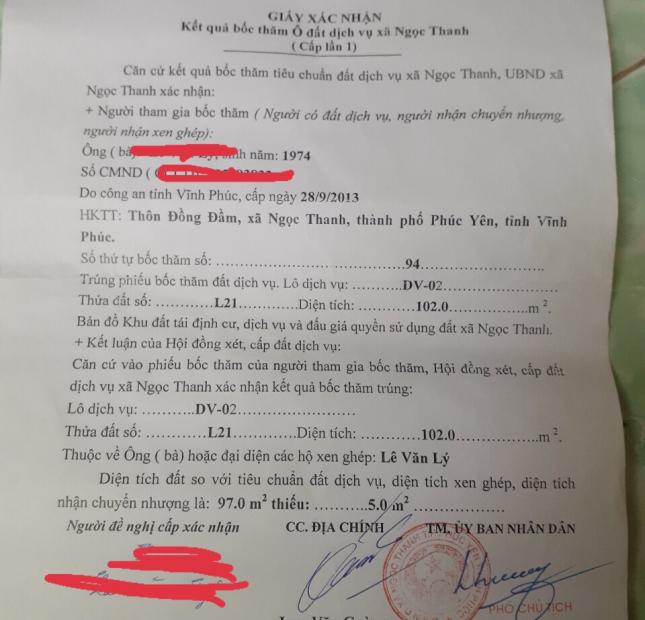 GIẤY XÁC NHẬN
Kết quả bốc thăm Ô đất dịch vụ xã Ngọc Thanh
( Cấp lần 1)
Căn cứ kết quả bốc thăm tiêu chuẩn đất dịch vụ xã Ngọc Thanh, UBND xã
Ngọc Thanh xác nhận:
+ Người tham gia bốc thăm ( Người có đất dịch vụ, người nhận chuyển nhượng,
người nhận xen ghép):
Ông ( bà) sinh năm: 1974
Số CMND (
Do công an tỉnh Vĩnh Phúc, cấp ngày 28/9/2013
HKTT: Thôn Đồng Đầm, xã Ngọc Thanh, thành phố Phúc Yên, tỉnh Vĩnh
Phúc.
Số thứ tự bốc thăm số: ........................94........................
Trúng phiếu bốc thăm đất dịch vụ. Lô dịch vụ: ..........DV-02...............
Thửa đất số: ............L21............Diện tích: ............102.0...............m 2.
Bản đồ Khu đất tái định cư, dịch vụ và đấu giá quyền sử dụng đất xã Ngọc Thanh.
+ Kết luận của Hội đồng xét, cấp đất dịch vụ:
Căn cứ vào phiếu bốc thăm của người tham gia bốc thăm, Hội đồng xét, cấp đất
dịch vụ xã Ngọc Thanh xác nhận kết quả bốc thăm trúng:
Lô dịch vụ: ..........DV-02........................
Thửa đất số: ............L21............Diện tích: ............102.0...............m 2.
Thuộc về Ông ( bà) hoặc đại diện các hộ xen ghép: Lê Văn Lý
Diện tích đất so với tiêu chuẩn đất dịch vụ, diện tích xen ghép, diện tích
nhận chuyển nhượng là: 97.0 m2 thiếu: ..........5.0 m2 ..................
Người đề nghị cấp xác nhận CC. ĐỊA CHÍNH TM. ỦY BAN NHÂN DÂN
PHÓ CHỦ TỊCH